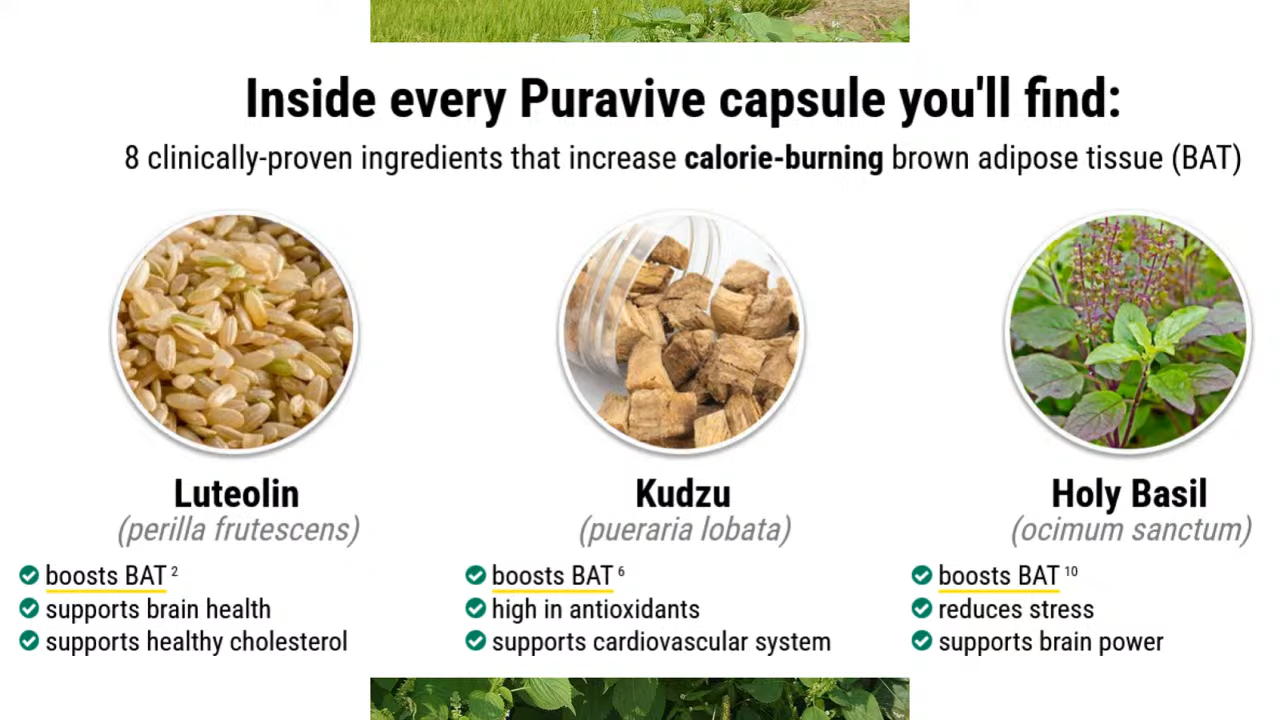 Inside every Puravive capsule you'll find:
8 clinically-proven ingredients that increase calorie-burning brown adipose tissue (BAT)
Luteolin
(perilla frutescens)
boosts BAT 2
supports brain health
supports healthy cholesterol
Kudzu
(pueraria lobata)
boosts BAT 6
high in antioxidants
supports cardiovascular system
Holy Basil
(ocimum sanctum)
boosts BAT 10
reduces stress
supports brain power